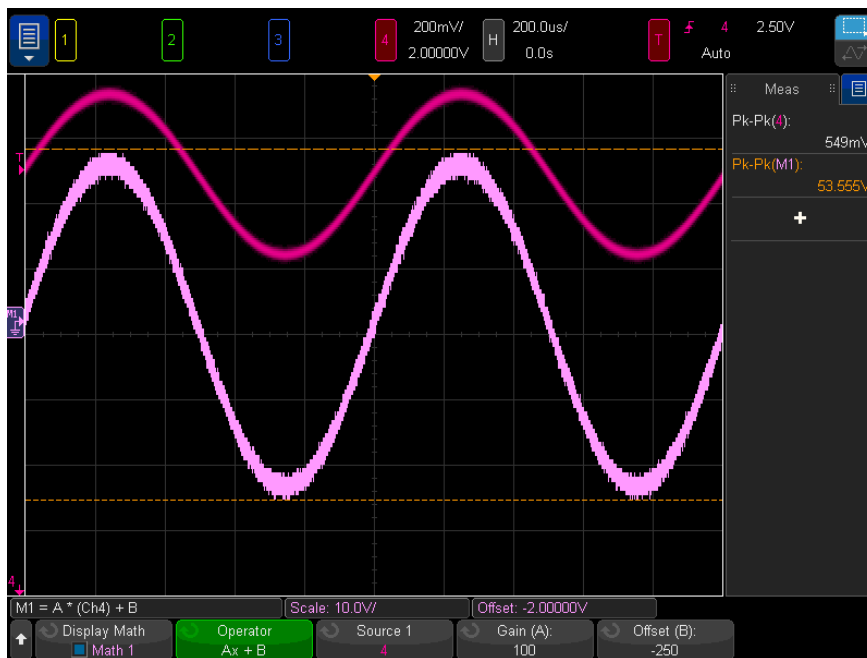 1 2 3 4 200mV/ H 200.0us/ T 4 2.50V
2.00000V 0.0s Auto
Meas
Pk-Pk(4):
549mV
Pk-Pk(M1):
53.555V
+
T
M1
4
M1 = A * (Ch4) + B Scale: 10.0V/ Offset: -2.00000V
Display Math Operator Source 1 Gain (A): Offset (B):
Math 1 Ax + B 4 100 -250